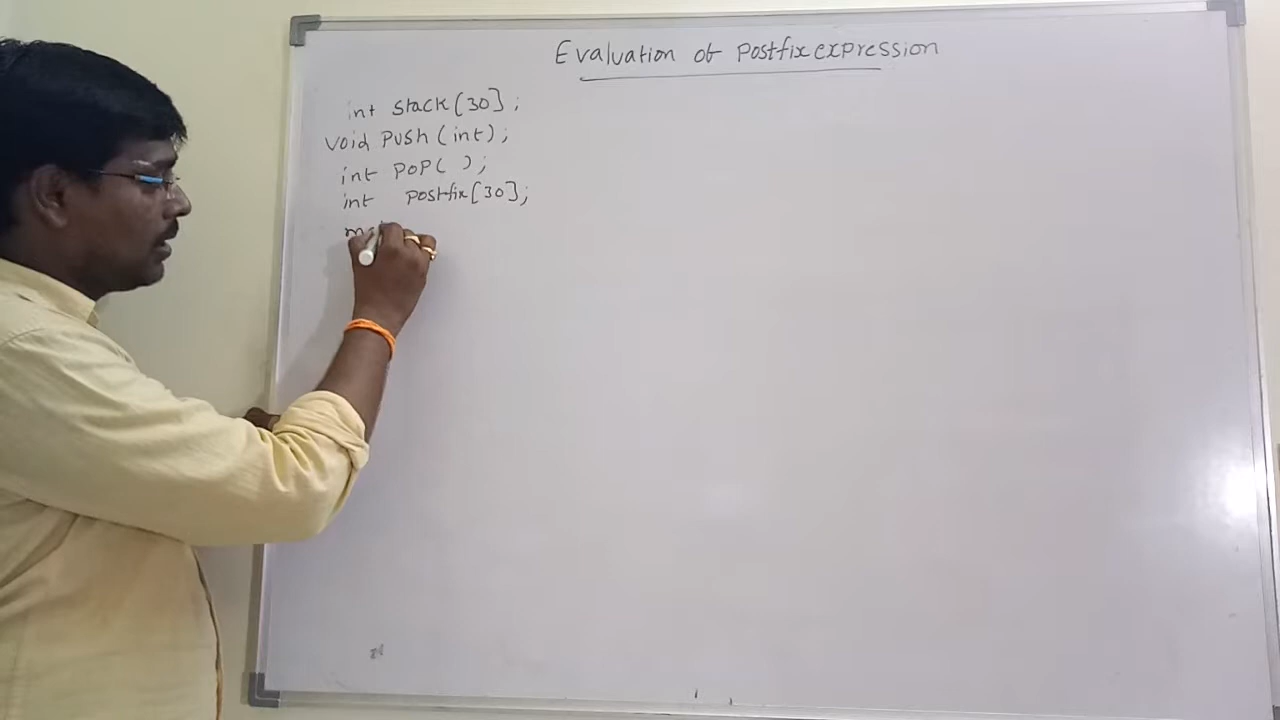 Evaluation of Postfix expression
int stack[30];
void push(int);
int pop( );
int postfix[30];